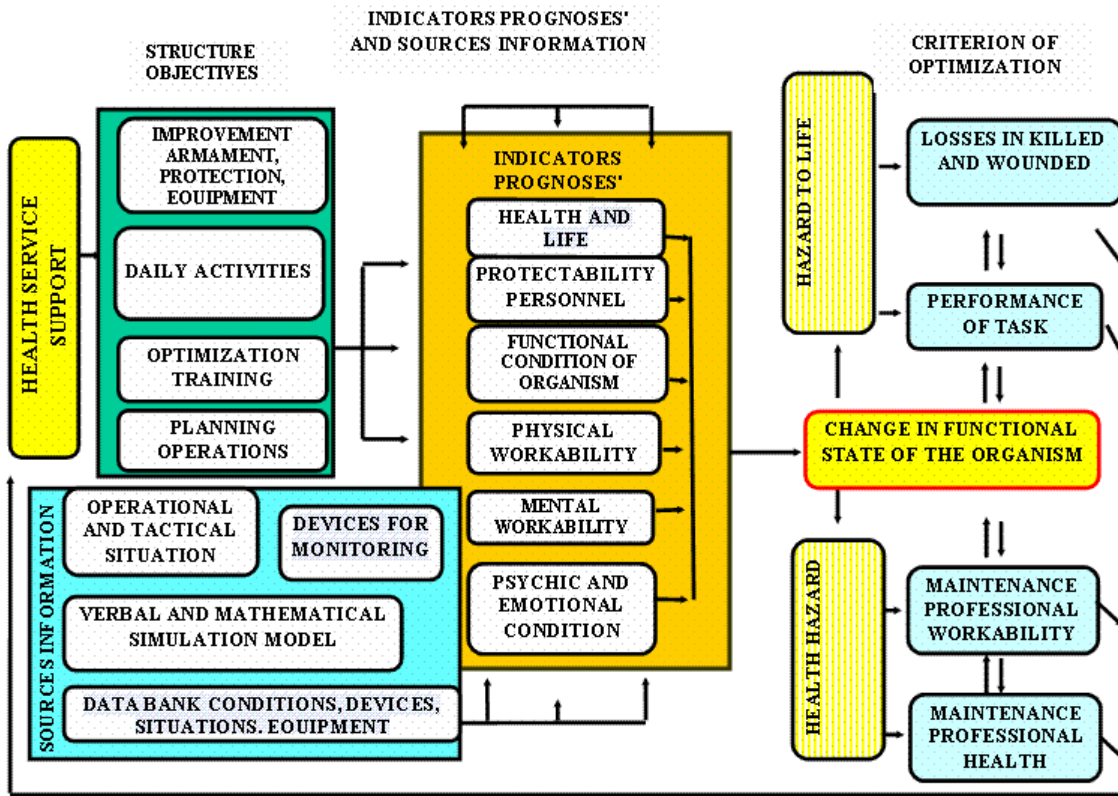 INDICATORS PROGNOSES'
AND SOURCES INFORMATION
STRUCTURE
OBJECTIVES
CRITERION OF
OPTIMIZATION
HEALTH SERVICE
SUPPORT
IMPROVEMENT
ARMAMENT,
PROTECTION,
EQUIPMENT
DAILY ACTIVITIES
OPTIMIZATION
TRAINING
PLANNING
OPERATIONS
SOURCES INFORMATION
OPERATIONAL
AND TACTICAL
SITUATION
DEVICES FOR
MONITORING
VERBAL AND MATHEMATICAL
SIMULATION MODEL
DATA BANK CONDITIONS, DEVICES,
SITUATIONS. EQUIPMENT
INDICATORS
PROGNOSES'
HEALTH AND
LIFE
PROTECTABILITY
PERSONNEL
FUNCTIONAL
CONDITION OF
ORGANISM
PHYSICAL
WORKABILITY
MENTAL
WORKABILITY
PSYCHIC AND
EMOTIONAL
CONDITION
HAZARD TO LIFE
LOSSES IN KILLED
AND WOUNDED
PERFORMANCE
OF TASK
CHANGE IN FUNCTIONAL
STATE OF THE ORGANISM
HEALTH HAZARD
MAINTENANCE
PROFESSIONAL
WORKABILITY
MAINTENANCE
PROFESSIONAL
HEALTH